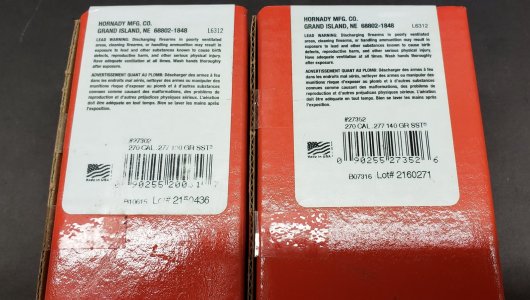 HORNADY MFG. CO.
GRAND ISLAND, NE 68802-1848 L6312
LEAD WARNING: Discharging firearms in poorly ventilated
areas, cleaning firearms, or handling ammunition may result in
exposure to lead and other substances known to cause birth
defects, reproductive harm, and other serious physical injury.
Have adequate ventilation at all times. Wash hands thoroughly
after exposure.
ADVERTISSEMENT QUANT AU PLOMB: Décharger des armes à feu
dans des endroits mal aérés, nettoyer des armes ou manipuler des
munitions risque d'exposer au plomb et à d'autres substances
connues comme causant des malformations, des problèmes de
reproduction et d'autres préjudices physiques sérieux. L'aération
doit être adéquate en tout temps. Bien se laver les mains après
l'exposition.
#27302
270 CAL .277 130 GR SST®
Made in USA
0 90255 200
7
Lot# 2150436
HORNADY MFG. CO.
GRAND ISLAND, NE 68802-1848 L6312
LEAD WARNING: Discharging firearms in poorly ventilated
areas, cleaning firearms, or handling ammunition may result in
exposure to lead and other substances known to cause birth
defects, reproductive harm, and other serious physical injury.
Have adequate ventilation at all times. Wash hands thoroughly
after exposure.
ADVERTISSEMENT QUANT AU PLOMB: Décharger des armes à feu
dans des endroits mal aérés, nettoyer des armes ou manipuler des
munitions risque d'exposer au plomb et à d'autres substances
connues comme causant des malformations, des problèmes de
reproduction et d'autres préjudices physiques sérieux. L'aération
doit être adéquate en tout temps. Bien se laver les mains après
l'exposition.
#27352
270 CAL .277 140 GR SST®
Made in USA
0 90255 27352 6
B07316 Lot# 2160271